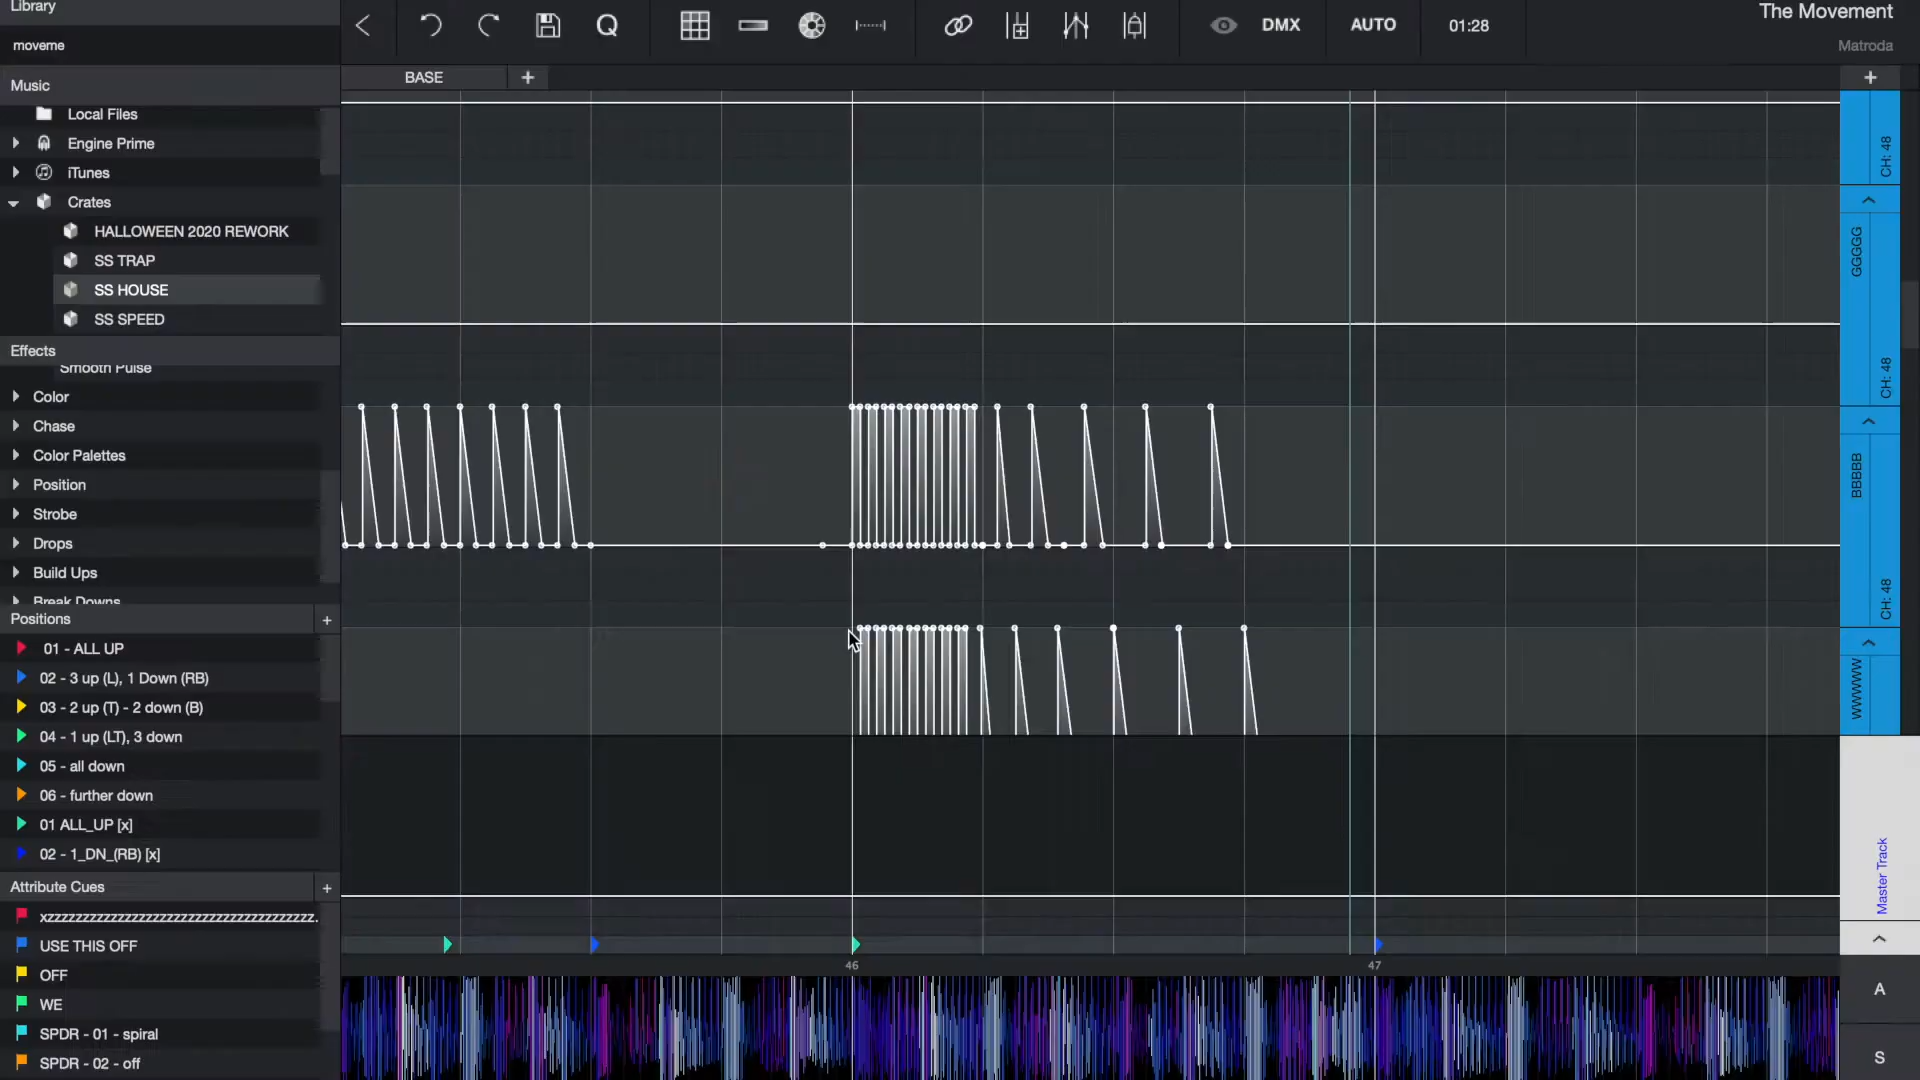 Library
moveme
Music
Local Files
Engine Prime
iTunes
Crates
HALLOWEEN 2020 REWORK
SS TRAP
SS HOUSE
SS SPEED
Effects
Smooth Pulse
Color
Chase
Color Palettes
Position
Strobe
Drops
Build Ups
Break Downs
Positions +
01 - ALL UP
02 - 3 up (L), 1 Down (RB)
03 - 2 up (T) - 2 down (B)
04 - 1 up (LT), 3 down
05 - all down
06 - further down
01 ALL_UP [x]
02 - 1_DN_(RB) [x]
Attribute Cues +
USE THIS OFF
OFF
WE
SPDR - 01 - spiral
SPDR - 02 - off
Q
DMX
AUTO
01:28
The Movement
Matroda
BASE +
+
CH: 48
GGGGG
CH: 48
BBBBB
CH: 48
WWWWW
Master Track
46
47
A
S